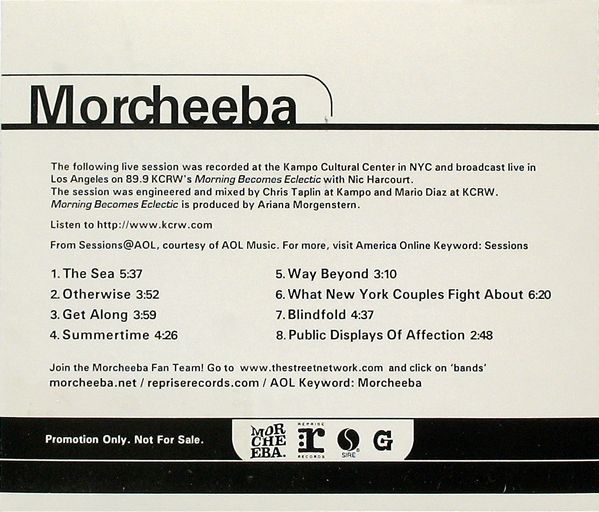 Morcheeba
The following live session was recorded at the Kampo Cultural Center in NYC and broadcast live in
Los Angeles on 89.9 KCRW's Morning Becomes Eclectic with Nic Harcourt.
The session was engineered and mixed by Chris Taplin at Kampo and Mario Diaz at KCRW.
Morning Becomes Eclectic is produced by Ariana Morgenstern.
Listen to http://www.kcrw.com
From Sessions@AOL, courtesy of AOL Music. For more, visit America Online Keyword: Sessions
1. The Sea 5:37
2. Otherwise 3:52
3. Get Along 3:59
4. Summertime 4:26
5. Way Beyond 3:10
6. What New York Couples Fight About 6:20
7. Blindfold 4:37
8. Public Displays Of Affection 2:48
Join the Morcheeba Fan Team! Go to www.thestreetnetwork.com and click on 'bands'
morcheeba.net / repriserecords.com / AOL Keyword: Morcheeba
Promotion Only. Not For Sale.
MOR
CHE
EBA.
REPRISE
r
RECORDS
S
SIRE®
G